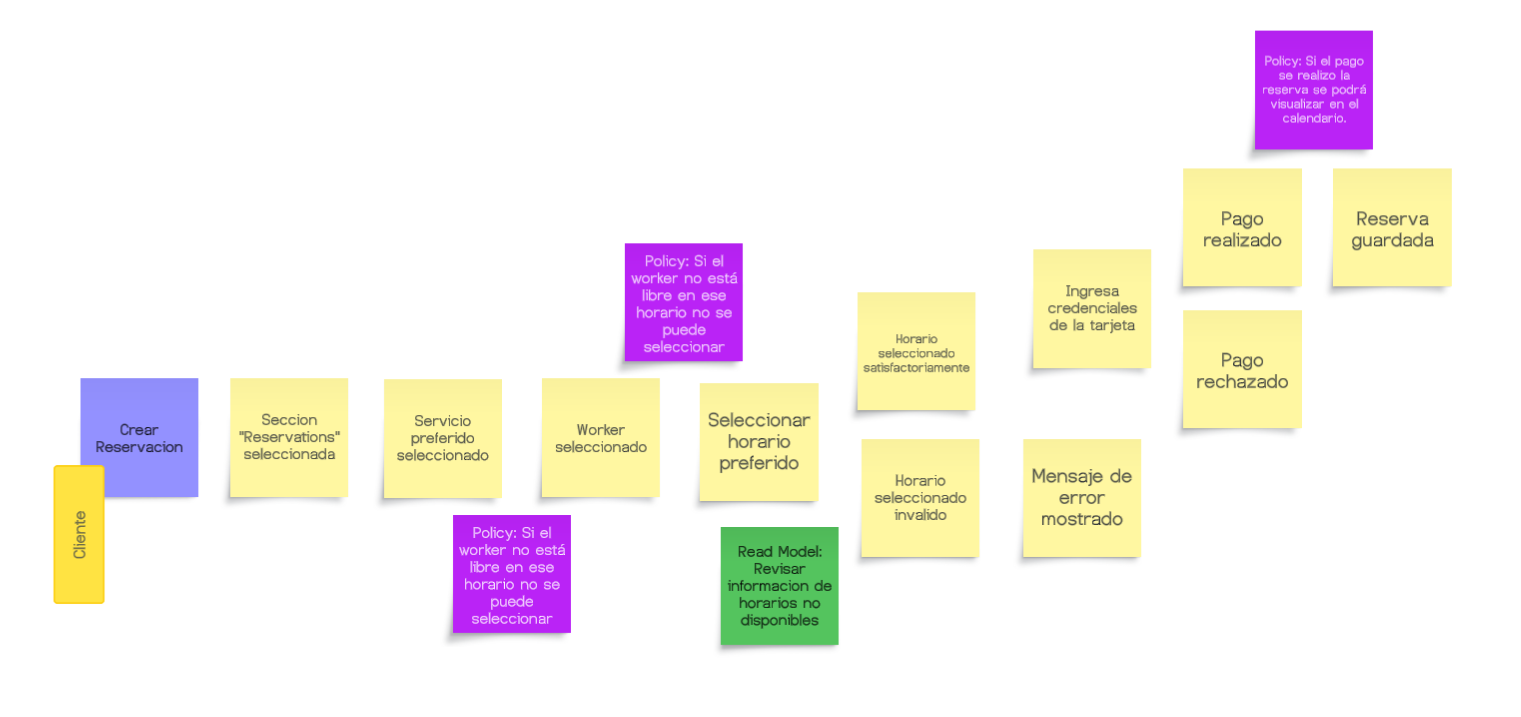 Policy: Si el pago
se realizo la
reserva se podrá
visualizar en el
calendario.
Pago
realizado
Reserva
guardada
Policy: Si el
worker no está
libre en ese
horario no se
puede
seleccionar
Ingresa
credenciales
de la tarjeta
Horario
seleccionado
satisfactoriamente
Pago
rechazado
Crear
Reservacion
Seccion
"Reservations"
seleccionada
Servicio
preferido
seleccionado
Worker
seleccionado
Seleccionar
horario
preferido
Horario
seleccionado
invalido
Mensaje de
error
mostrado
Cliente
Policy: Si el
worker no está
libre en ese
horario no se
puede
seleccionar
Read Model:
Revisar
informacion de
horarios no
disponibles